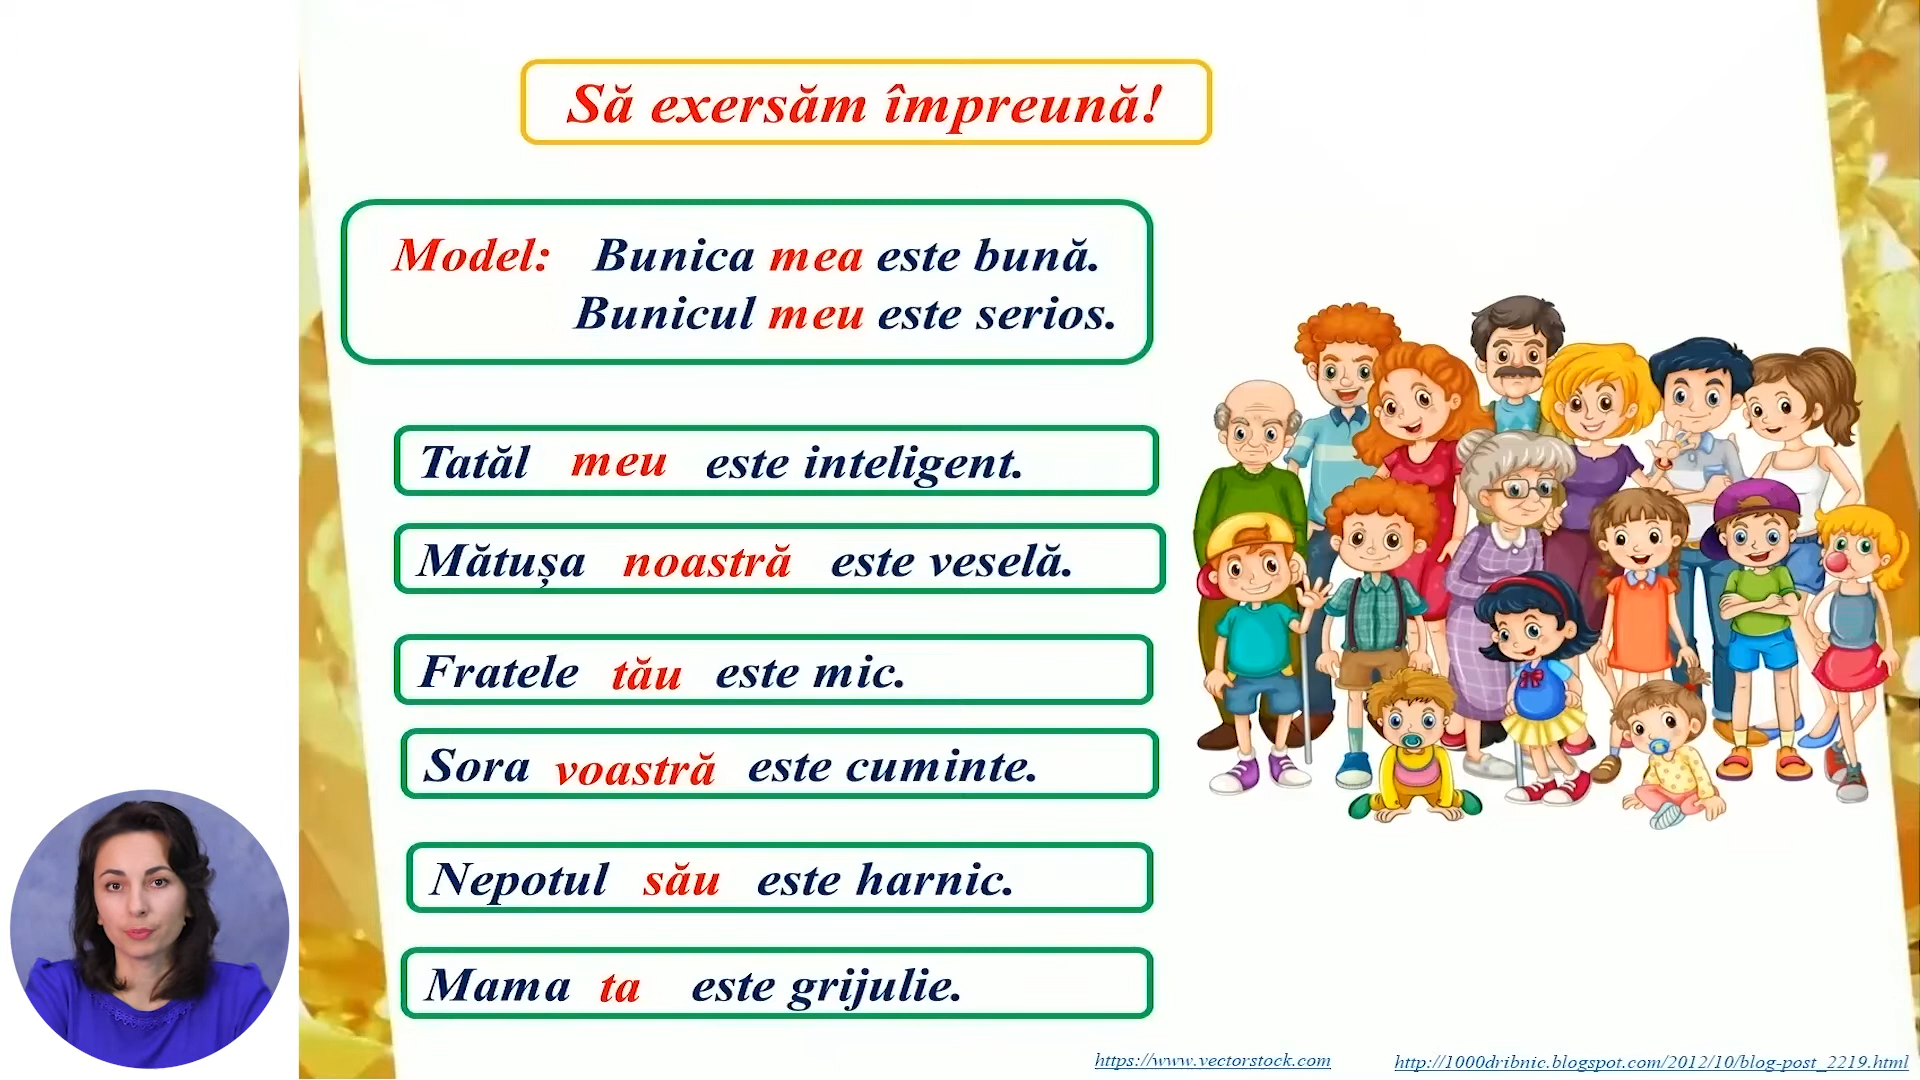 Să exersăm împreună!
Model: Bunica mea este bună.
Bunicul meu este serios.
Tatăl meu este inteligent.
Mătușa noastră este veselă.
Fratele tău este mic.
Sora voastră este cuminte.
Nepotul său este harnic.
Mama ta este grijulie.
https://www.vectorstock.com
http://1000dribnic.blogspot.com/2012/10/blog-post_2219.html